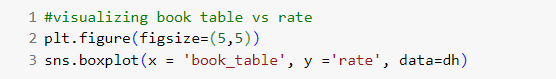 1 #visualizing book table vs rate
2 plt.figure(figsize=(5,5))
3 sns.boxplot(x = 'book_table', y ='rate', data=dh)